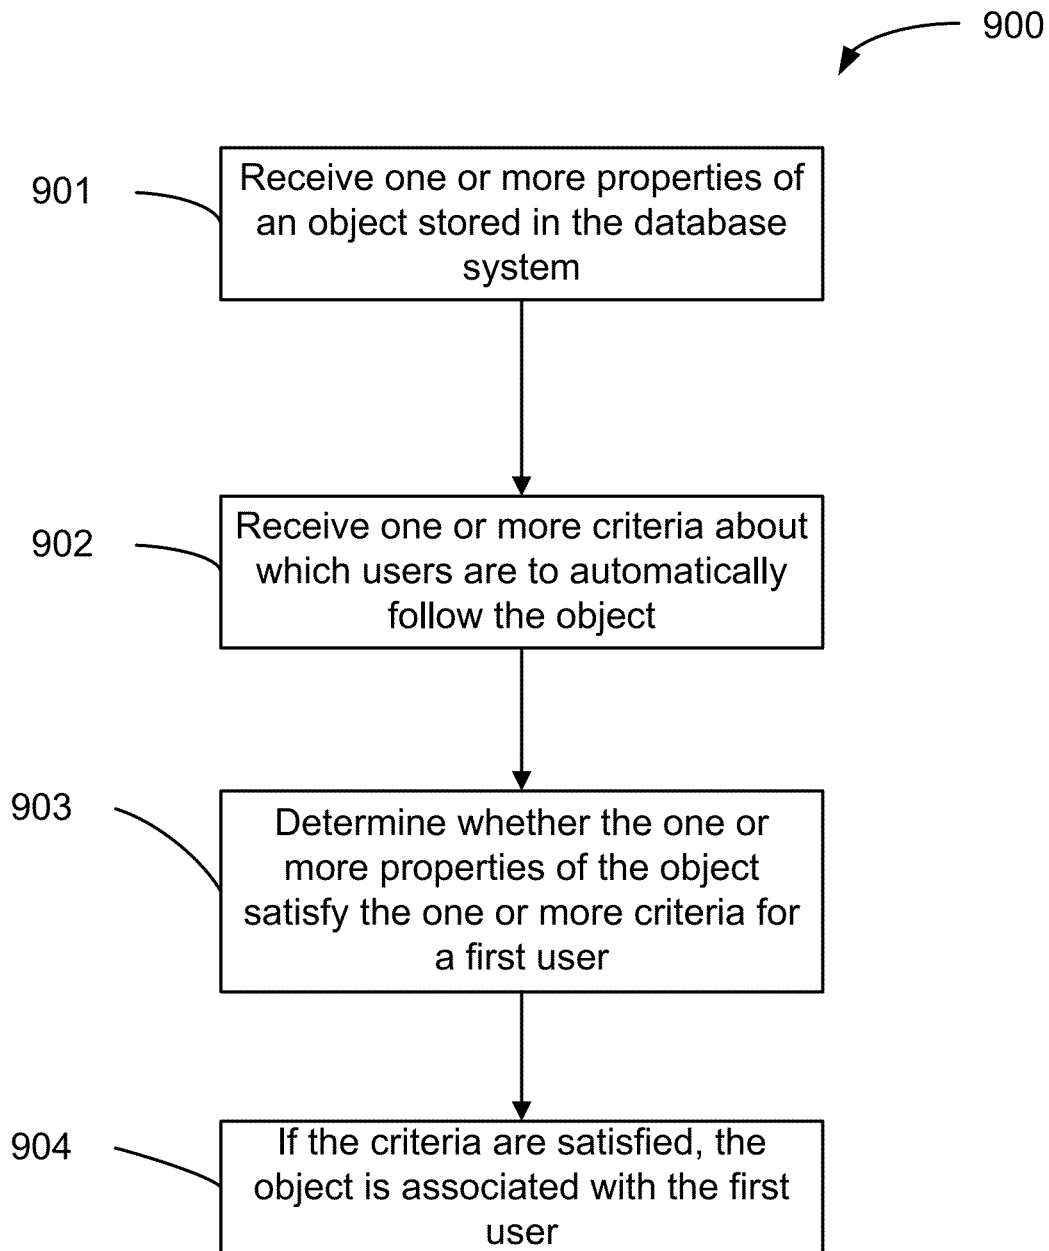 900
901
Receive one or more properties of
an object stored in the database
system
902
Receive one or more criteria about
which users are to automatically
follow the object
903
Determine whether the one or
more properties of the object
satisfy the one or more criteria for
a first user
904
If the criteria are satisfied, the
object is associated with the first
user